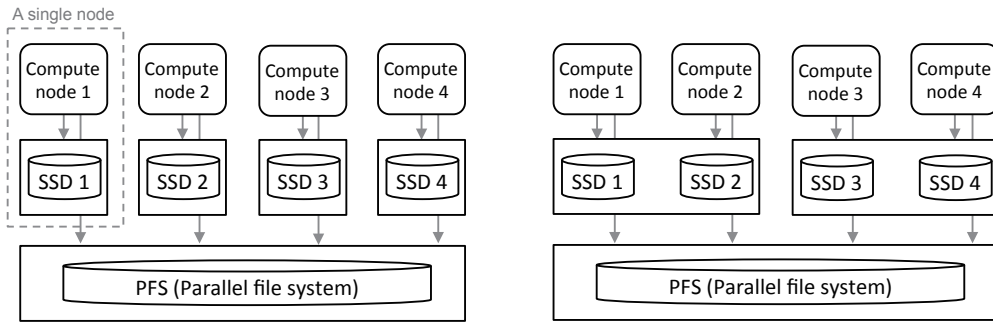 A single node
Compute
node 1
Compute
node 2
Compute
node 3
Compute
node 4
SSD 1
SSD 2
SSD 3
SSD 4
PFS (Parallel file system)
Compute
node 1
Compute
node 2
Compute
node 3
Compute
node 4
SSD 1
SSD 2
SSD 3
SSD 4
PFS (Parallel file system)